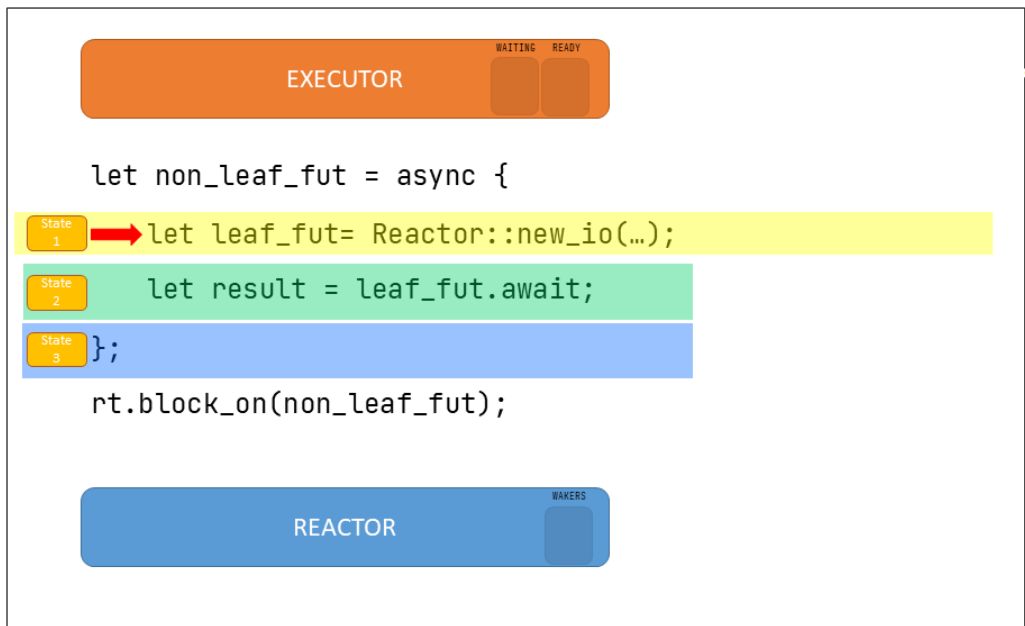 WAITING READY
EXECUTOR
let non_leaf_fut = async {
State
1
let leaf_fut= Reactor::new_io(…);
State
2
let result = leaf_fut.await;
State
3
};
rt.block_on(non_leaf_fut);
WAKERS
REACTOR